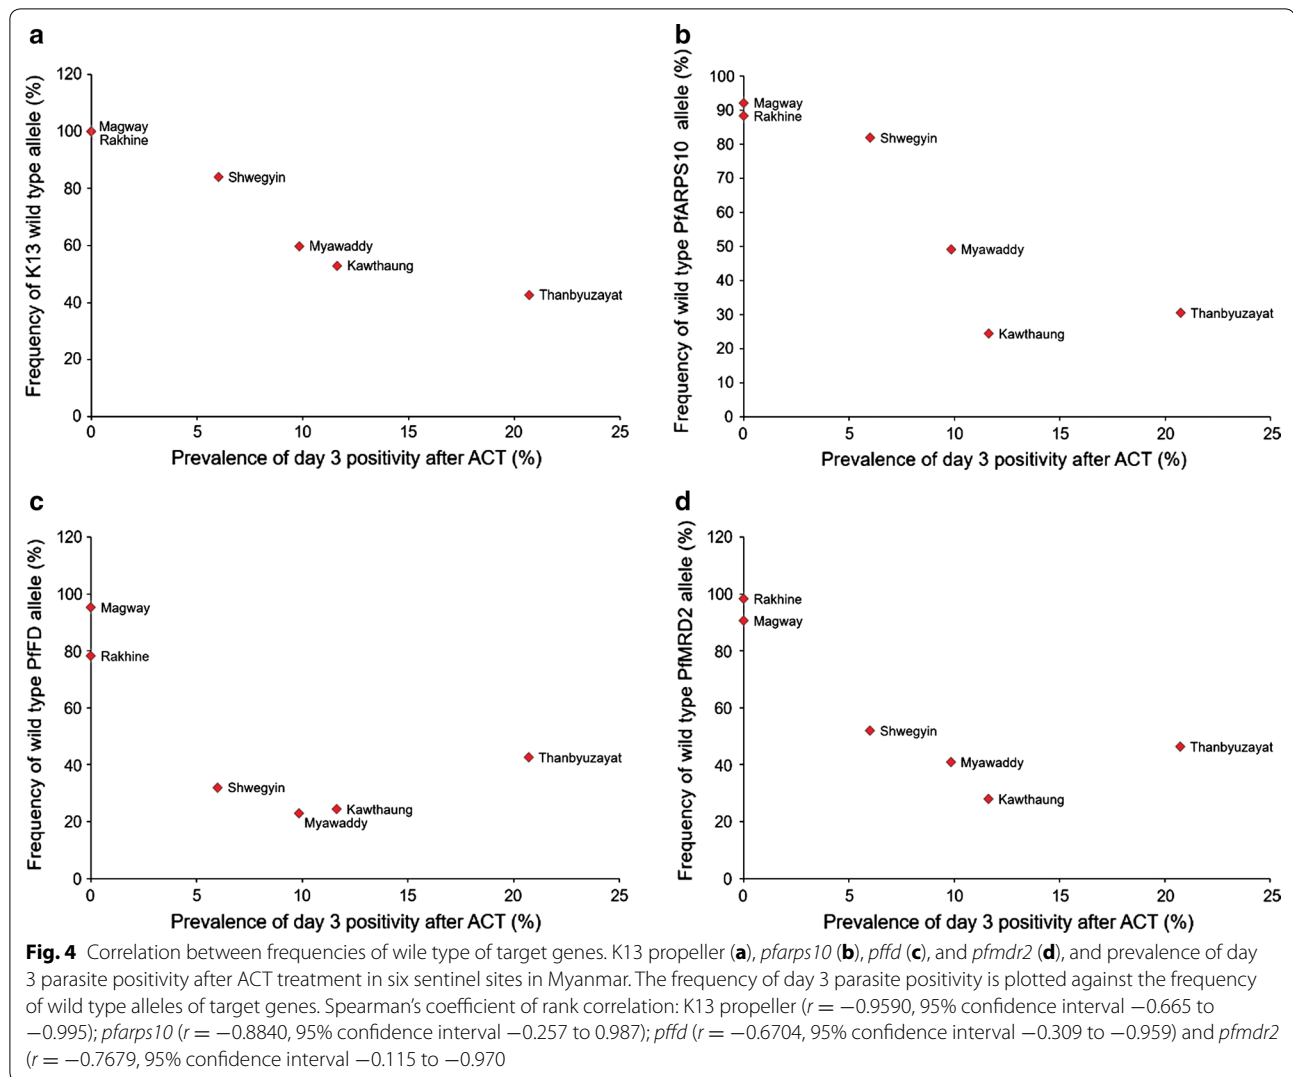 a
Frequency of K13 wild type allele (%)
120
100
80
60
40
20
0
Magway
Rakhine
Shwegyin
Myawaddy
Kawthaung
Thanbyuzayat
0 5 10 15 20 25
Prevalence of day 3 positivity after ACT (%)
b
Frequency of wild type PfARPS10 allele (%)
100
90
80
70
60
50
40
30
20
10
0
Magway
Rakhine
Shwegyin
Myawaddy
Kawthaung
Thanbyuzayat
0 5 10 15 20 25
Prevalence of day 3 positivity after ACT (%)
c
Frequency of wild type PfFD allele (%)
120
100
80
60
40
20
0
Magway
Rakhine
Shwegyin
Kawthaung
Myawaddy
Thanbyuzayat
0 5 10 15 20 25
Prevalence of day 3 positivity after ACT (%)
d
Frequency of wild type PfMRD2 allele (%)
120
100
80
60
40
20
0
Rakhine
Magway
Shwegyin
Myawaddy
Kawthaung
Thanbyuzayat
0 5 10 15 20 25
Prevalence of day 3 positivity after ACT (%)
Fig. 4 Correlation between frequencies of wile type of target genes. K13 propeller (a), pfarps10 (b), pffd (c), and pfmdr2 (d), and prevalence of day
3 parasite positivity after ACT treatment in six sentinel sites in Myanmar. The frequency of day 3 parasite positivity is plotted against the frequency
of wild type alleles of target genes. Spearman's coefficient of rank correlation: K13 propeller (r = −0.9590, 95% confidence interval −0.665 to
−0.995); pfarps10 (r = −0.8840, 95% confidence interval −0.257 to 0.987); pffd (r = −0.6704, 95% confidence interval −0.309 to −0.959) and pfmdr2
(r = −0.7679, 95% confidence interval −0.115 to −0.970